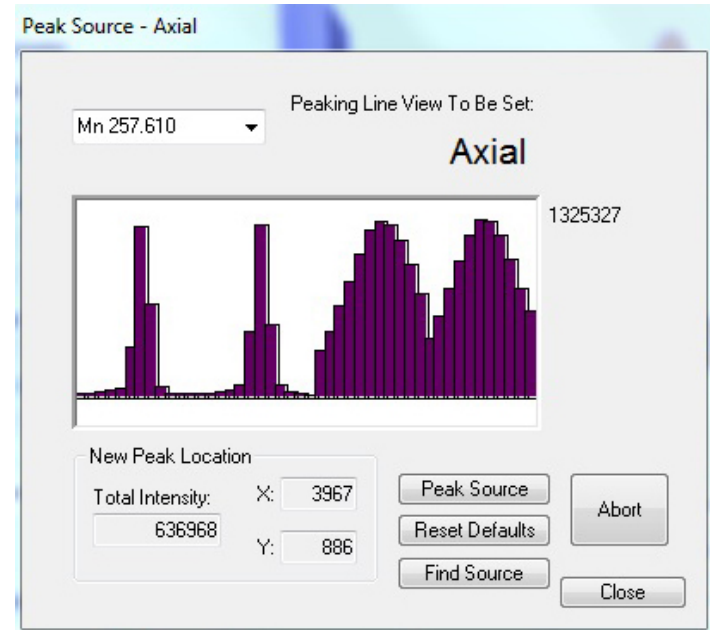 Peak Source - Axial
Peaking Line View To Be Set:
Mn 257.610
Axial
1325327
New Peak Location
Total Intensity:
636968
X: 3967
Y: 886
Peak Source
Reset Defaults
Find Source
Abort
Close